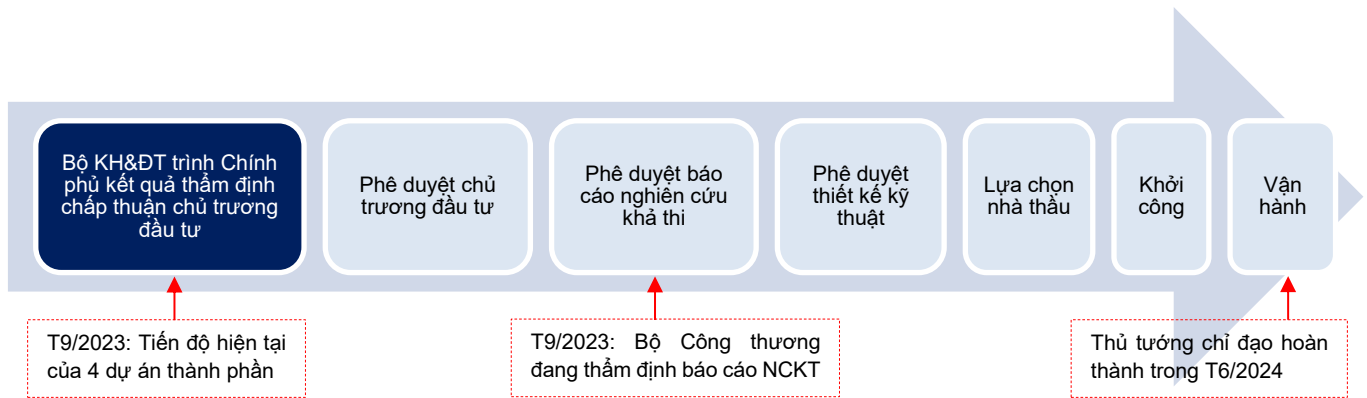 Bộ KH&ĐT trình Chính
phủ kết quả thẩm định
chấp thuận chủ trương
đầu tư
Phê duyệt chủ
trương đầu tư
Phê duyệt báo
cáo nghiên cứu
khả thi
Phê duyệt
thiết kế kỹ
thuật
Lựa chọn
nhà thầu
Khởi
công
Vận
hành
T9/2023: Tiến độ hiện tại
của 4 dự án thành phần
T9/2023: Bộ Công thương
đang thẩm định báo cáo NCKT
Thủ tướng chỉ đạo hoàn
thành trong T6/2024